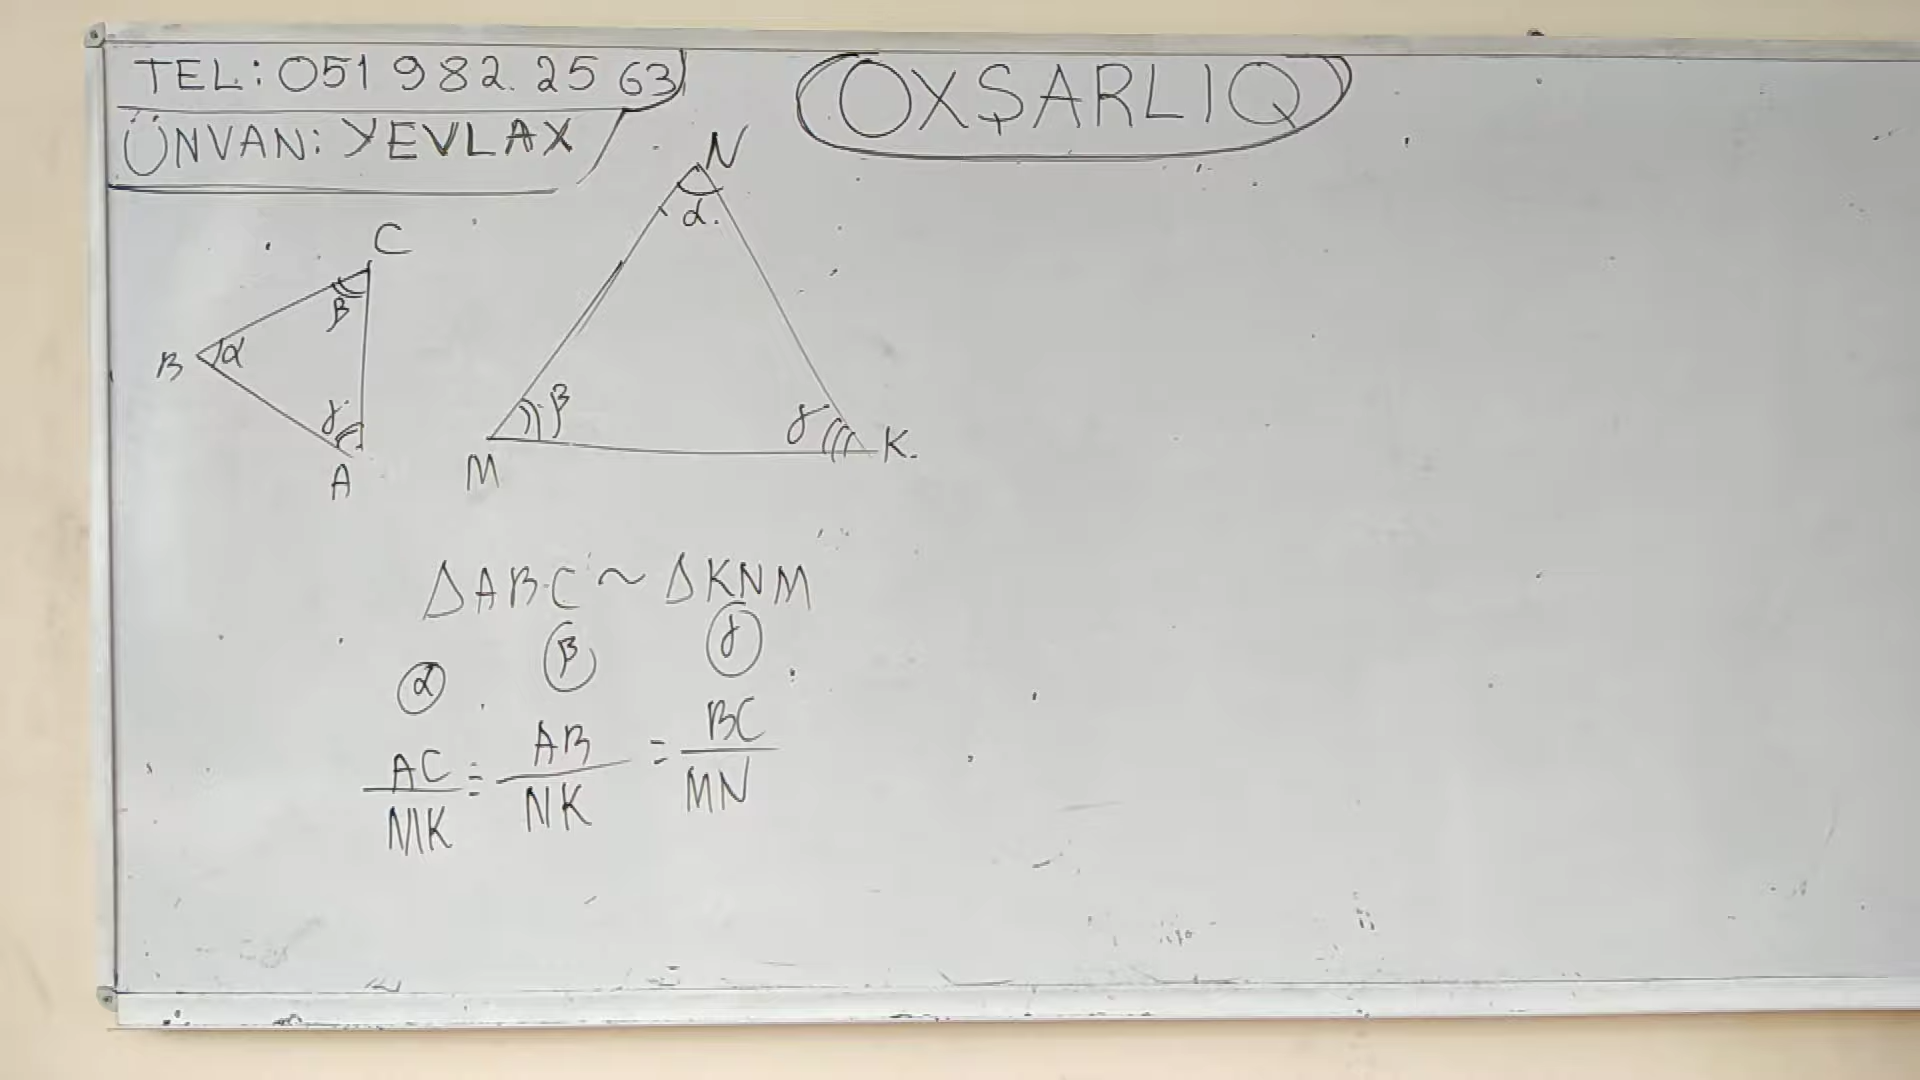 TEL: 051 982. 25 63
ÜNVAN: YEVLAX
OXŞARLIQ
C
β
B
α
γ
A
N
α.
β
M
γ
K.
ΔABC ~ ΔKNM
α β γ
AC/MK = AB/NK = BC/MN